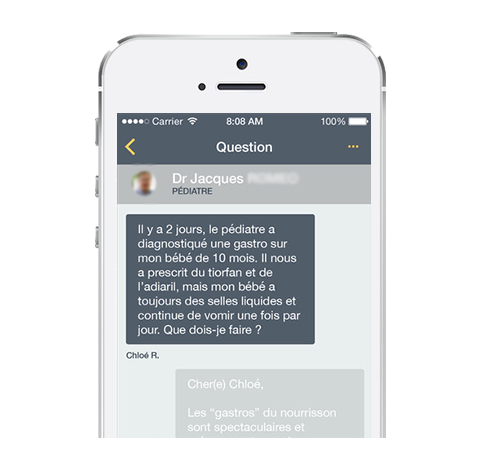 Carrier 8:08 AM 100%
Question
Dr Jacques
PÉDIATRE
Il y a 2 jours, le pédiatre a
diagnostiqué une gastro sur
mon bébé de 10 mois. Il nous
a prescrit du tiorfan et de
l'adiaril, mais mon bébé a
toujours des selles liquides et
continue de vomir une fois par
jour. Que dois-je faire ?
Chloé R.
Cher(e) Chloé,
Les “gastros” du nourrisson
sont spectaculaires et